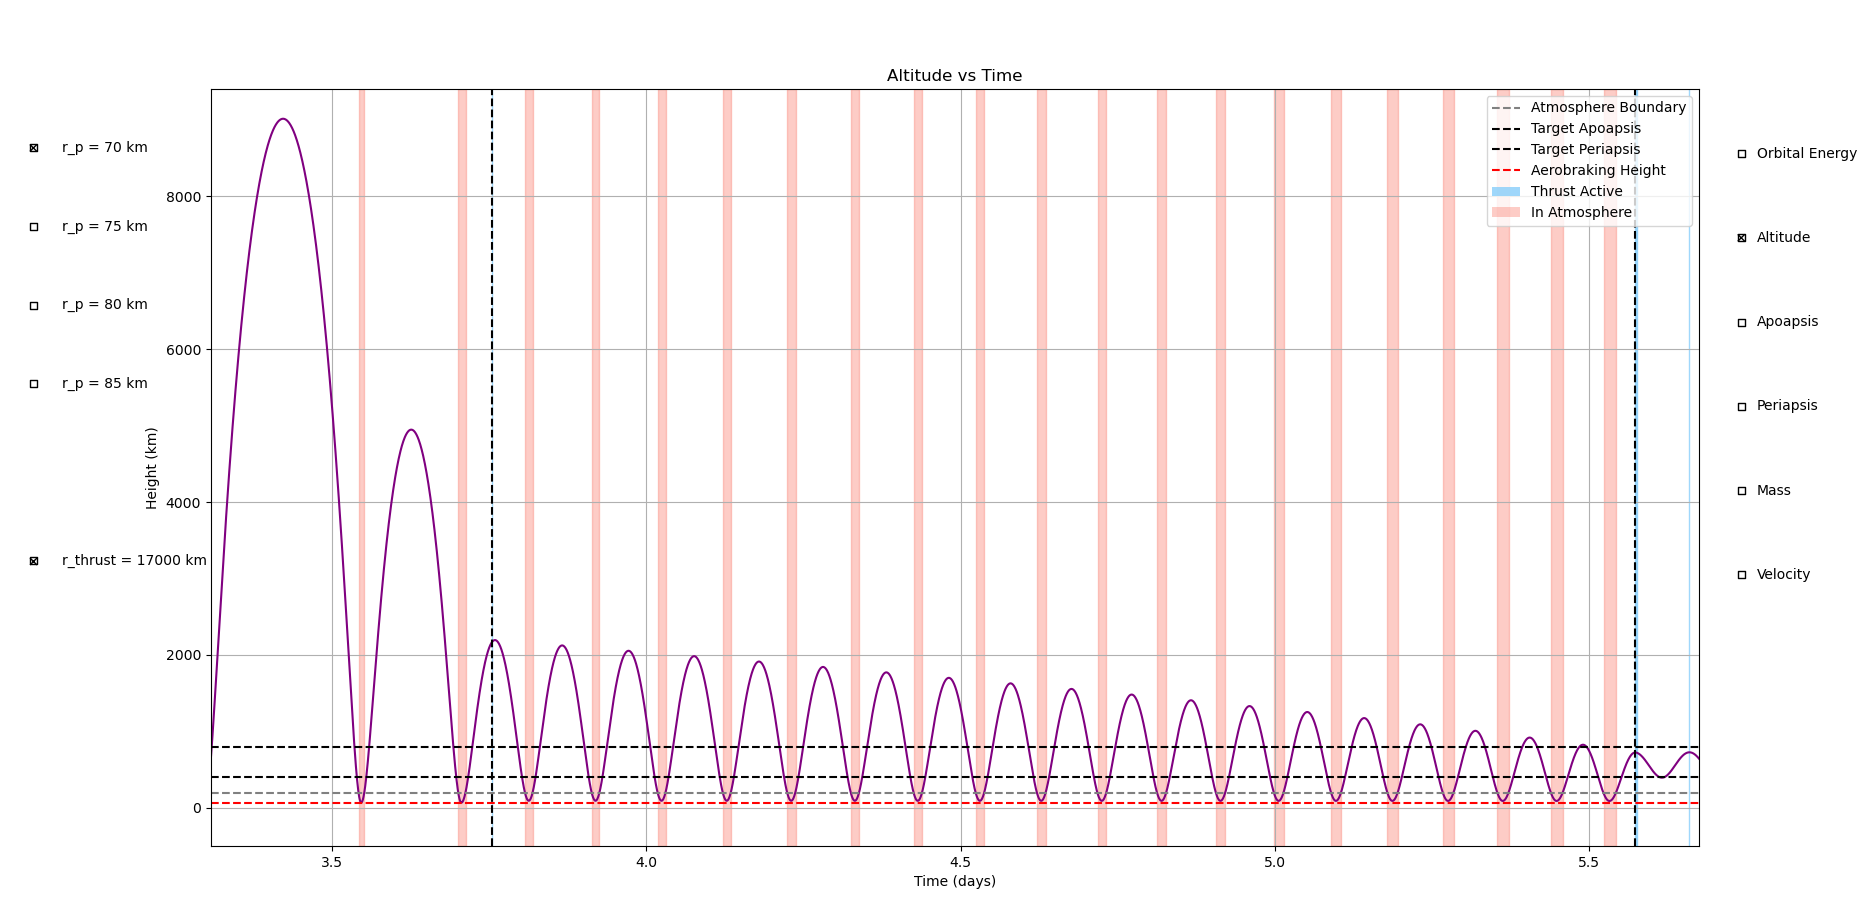 Altitude vs Time
r_p = 70 km
r_p = 75 km
r_p = 80 km
r_p = 85 km
r_thrust = 17000 km
Height (km)
8000
6000
4000
2000
0
3.5
4.0
4.5
5.0
5.5
Time (days)
Atmosphere Boundary
Target Apoapsis
Target Periapsis
Aerobraking Height
Thrust Active
In Atmosphere
Orbital Energy
Altitude
Apoapsis
Periapsis
Mass
Velocity